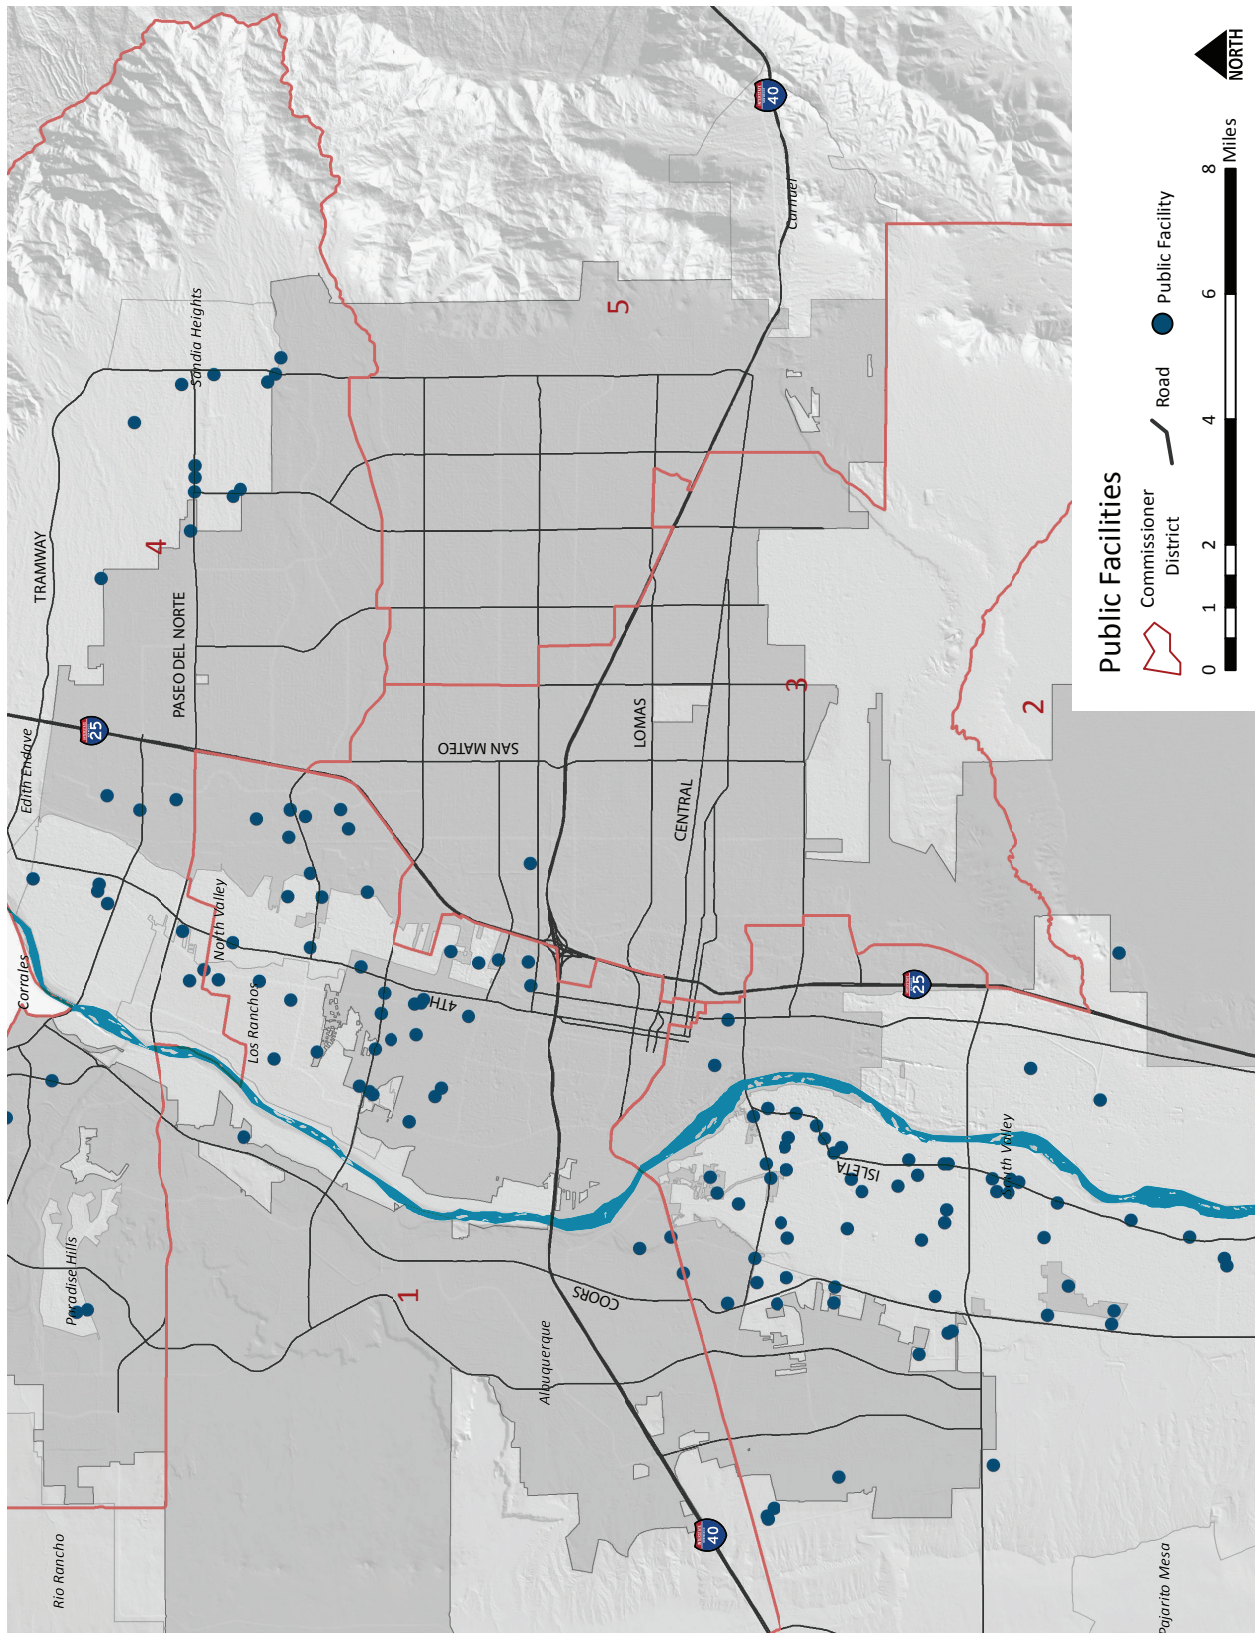 TRAMWAY
4
Sandia Heights
PASEO DEL NORTE
25
Edith Endave
SAN MATEO
LOMAS
CENTRAL
5
40
Carnuel
3
2
Corrales
North Valley
Los Ranchos
4TH
25
Paradise Hills
1
COORS
Albuquerque
ISLETA
South Valley
Rio Rancho
40
Pajarito Mesa
Public Facilities
Commissioner
District
Road
Public Facility
0 1 2 4 6 8
Miles
NORTH